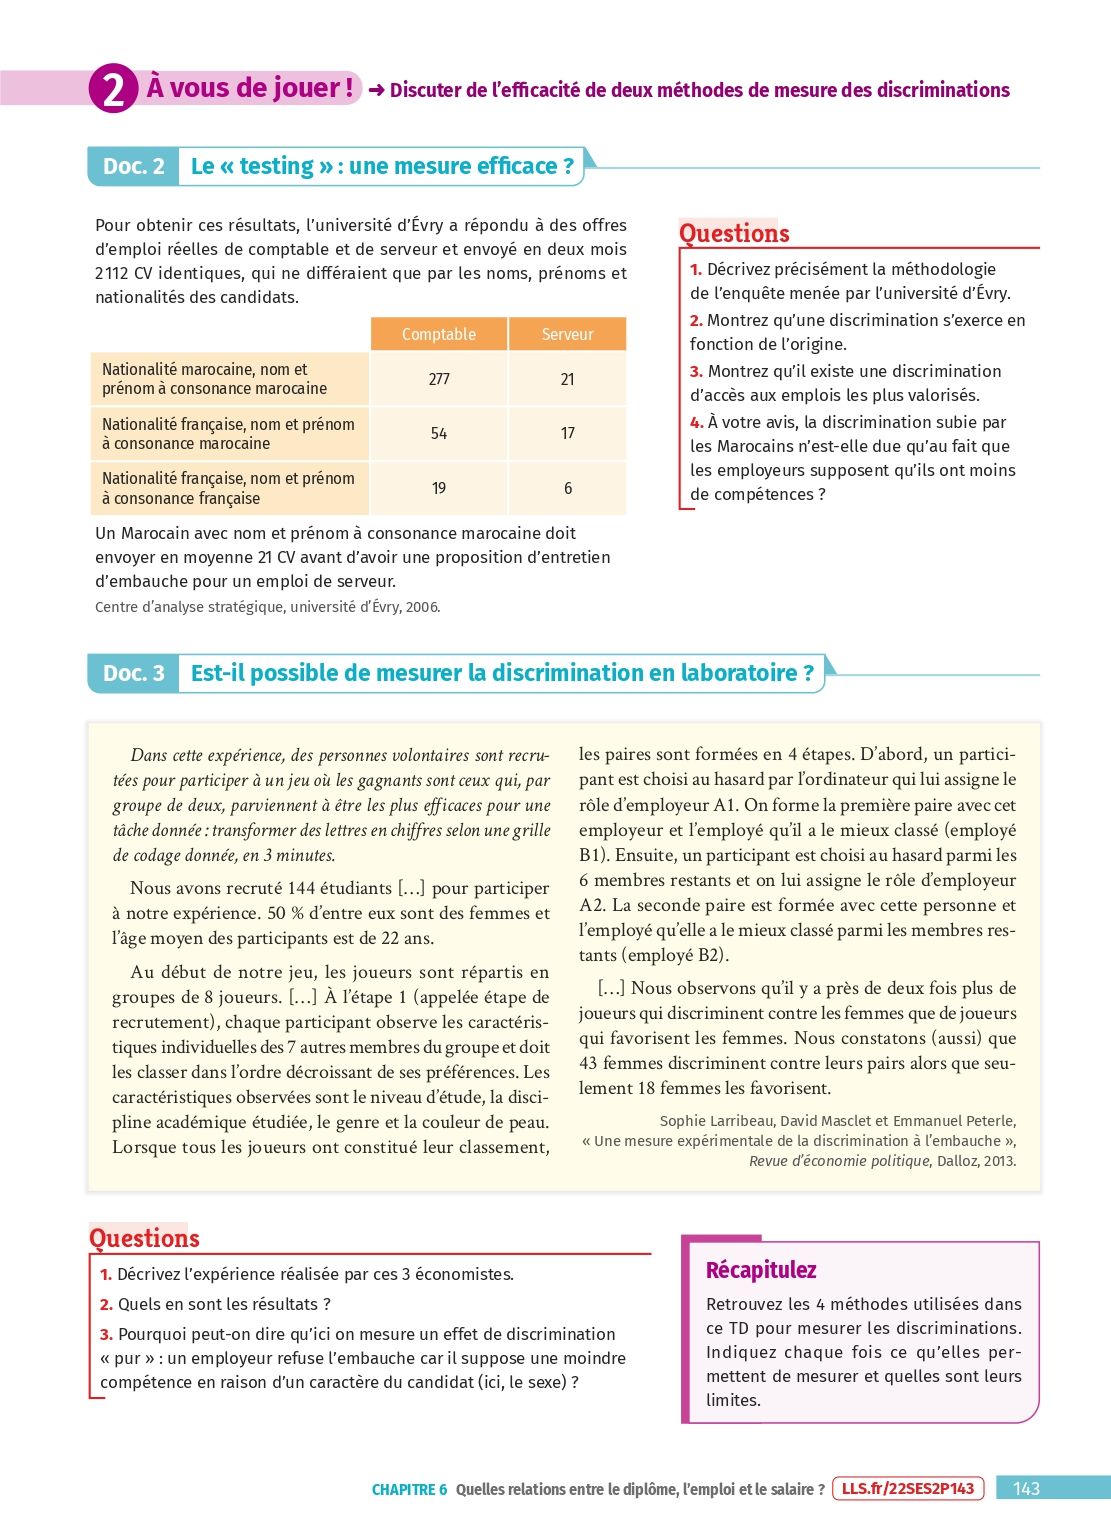 2 À vous de jouer ! ➜ Discuter de l’efficacité de deux méthodes de mesure des discriminations
Doc. 2 Le « testing » : une mesure efficace ?
Pour obtenir ces résultats, l’université d’Évry a répondu à des offres
d’emploi réelles de comptable et de serveur et envoyé en deux mois
2 112 CV identiques, qui ne différaient que par les noms, prénoms et
nationalités des candidats.
Comptable Serveur
Nationalité marocaine, nom et
prénom à consonance marocaine
277 21
Nationalité française, nom et prénom
à consonance marocaine
54 17
Nationalité française, nom et prénom
à consonance française
19 6
Un Marocain avec nom et prénom à consonance marocaine doit
envoyer en moyenne 21 CV avant d’avoir une proposition d’entretien
d’embauche pour un emploi de serveur.
Centre d’analyse stratégique, université d’Évry, 2006.
Questions
1. Décrivez précisément la méthodologie
de l’enquête menée par l’université d’Évry.
2. Montrez qu’une discrimination s’exerce en
fonction de l’origine.
3. Montrez qu’il existe une discrimination
d’accès aux emplois les plus valorisés.
4. À votre avis, la discrimination subie par
les Marocains n’est-elle due qu’au fait que
les employeurs supposent qu’ils ont moins
de compétences ?
Doc. 3 Est-il possible de mesurer la discrimination en laboratoire ?
Dans cette expérience, des personnes volontaires sont recru-
tées pour participer à un jeu où les gagnants sont ceux qui, par
groupe de deux, parviennent à être les plus efficaces pour une
tâche donnée : transformer des lettres en chiffres selon une grille
de codage donnée, en 3 minutes.
Nous avons recruté 144 étudiants […] pour participer
à notre expérience. 50 % d’entre eux sont des femmes et
l’âge moyen des participants est de 22 ans.
Au début de notre jeu, les joueurs sont répartis en
groupes de 8 joueurs. […] À l’étape 1 (appelée étape de
recrutement), chaque participant observe les caractéris-
tiques individuelles des 7 autres membres du groupe et doit
les classer dans l’ordre décroissant de ses préférences. Les
caractéristiques observées sont le niveau d’étude, la disci-
pline académique étudiée, le genre et la couleur de peau.
Lorsque tous les joueurs ont constitué leur classement,
les paires sont formées en 4 étapes. D’abord, un partici-
pant est choisi au hasard par l’ordinateur qui lui assigne le
rôle d’employeur A1. On forme la première paire avec cet
employeur et l’employé qu’il a le mieux classé (employé
B1). Ensuite, un participant est choisi au hasard parmi les
6 membres restants et on lui assigne le rôle d’employeur
A2. La seconde paire est formée avec cette personne et
l’employé qu’elle a le mieux classé parmi les membres res-
tants (employé B2).
[…] Nous observons qu’il y a près de deux fois plus de
joueurs qui discriminent contre les femmes que de joueurs
qui favorisent les femmes. Nous constatons (aussi) que
43 femmes discriminent contre leurs pairs alors que seu-
lement 18 femmes les favorisent.
Sophie Larribeau, David Masclet et Emmanuel Peterle,
« Une mesure expérimentale de la discrimination à l’embauche »,
Revue d’économie politique, Dalloz, 2013.
Questions
1. Décrivez l’expérience réalisée par ces 3 économistes.
2. Quels en sont les résultats ?
3. Pourquoi peut-on dire qu’ici on mesure un effet de discrimination
« pur » : un employeur refuse l’embauche car il suppose une moindre
compétence en raison d’un caractère du candidat (ici, le sexe) ?
Récapitulez
Retrouvez les 4 méthodes utilisées dans
ce TD pour mesurer les discriminations.
Indiquez chaque fois ce qu’elles per-
mettent de mesurer et quelles sont leurs
limites.
CHAPITRE 6 Quelles relations entre le diplôme, l’emploi et le salaire ? LLS.fr/22SES2P143 143